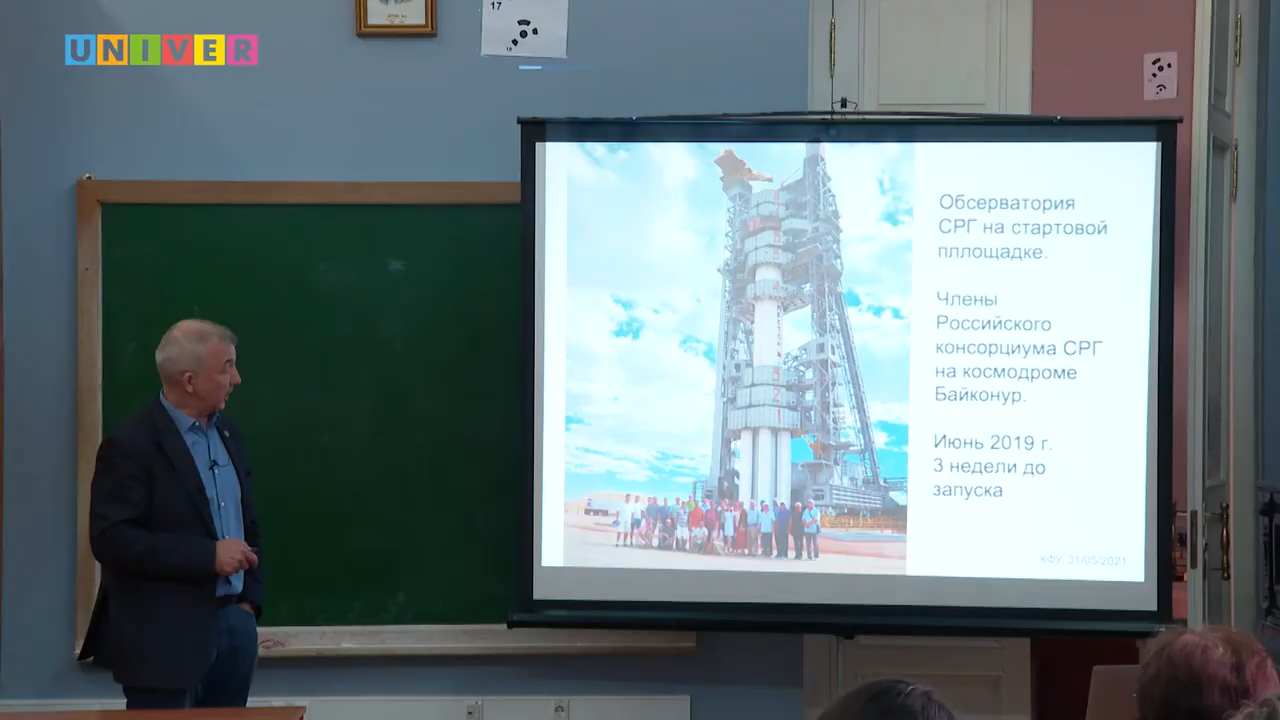 UNIVER
17
Обсерватория
СРГ на стартовой
пллощадке.
Члены
Российского
консорциума СРГ
на космодроме
Байконур.
Июнь 2019 г.
3 недели до
запуска
КФУ, 31/05/2021